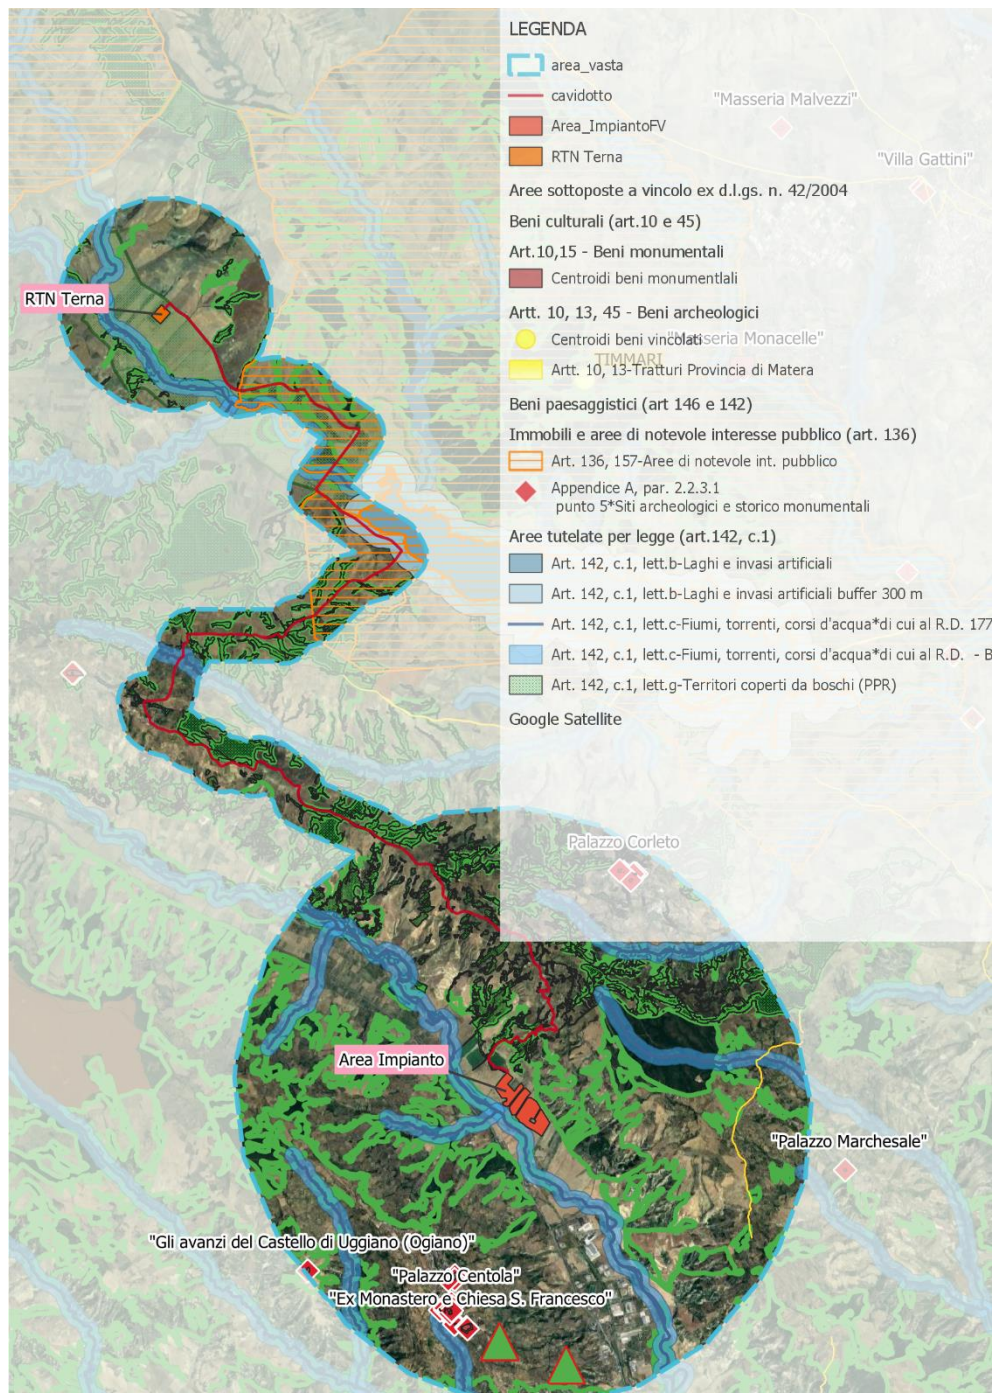 LEGENDA
area_vasta
cavidotto
Area_ImpiantoFV
RTN Terna
Aree sottoposte a vincolo ex d.l.gs. n. 42/2004
Beni culturali (art.10 e 45)
Art.10,15 - Beni monumentali
Centroidi beni monumentlali
Artt. 10, 13, 45 - Beni archeologici
Centroidi beni vincolati
Artt. 10, 13-Tratturi Provincia di Matera
Beni paesaggistici (art 146 e 142)
Immobili e aree di notevole interesse pubblico (art. 136)
Art. 136, 157-Aree di notevole int. pubblico
Appendice A, par. 2.2.3.1
punto 5*Siti archeologici e storico monumentali
Aree tutelate per legge (art.142, c.1)
Art. 142, c.1, lett.b-Laghi e invasi artificiali
Art. 142, c.1, lett.b-Laghi e invasi artificiali buffer 300 m
Art. 142, c.1, lett.c-Fiumi, torrenti, corsi d'acqua*di cui al R.D. 177
Art. 142, c.1, lett.c-Fiumi, torrenti, corsi d'acqua*di cui al R.D. - B
Art. 142, c.1, lett.g-Territori coperti da boschi (PPR)
Google Satellite
"Masseria Malvezzi"
"Villa Gattini"
RTN Terna
"Masseria Monacelle"
TIMMARI
Palazzo Corleto
Area Impianto
"Palazzo Marchesale"
"Gli avanzi del Castello di Uggiano (Ogiano)"
"Palazzo Centola"
"Ex Monastero e Chiesa S. Francesco"